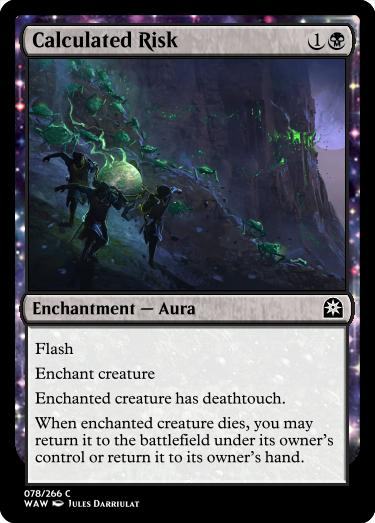 Calculated Risk 1
Enchantment — Aura
Flash
Enchant creature
Enchanted creature has deathtouch.
When enchanted creature dies, you may
return it to the battlefield under its owner's
control or return it to its owner's hand.
078/266 C
WAW Jules Darriulat